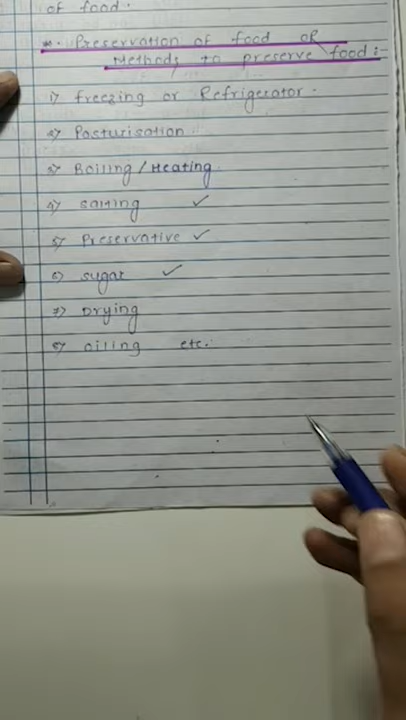 of food.
*. Preservation of food or
Methods to preserve food :-
1) freezing or Refrigerator.
2) Pasturisation
3) Boiling / Heating
4) salting ✓
5) Preservative ✓
6) sugar ✓
7) Drying
8) oiling etc.